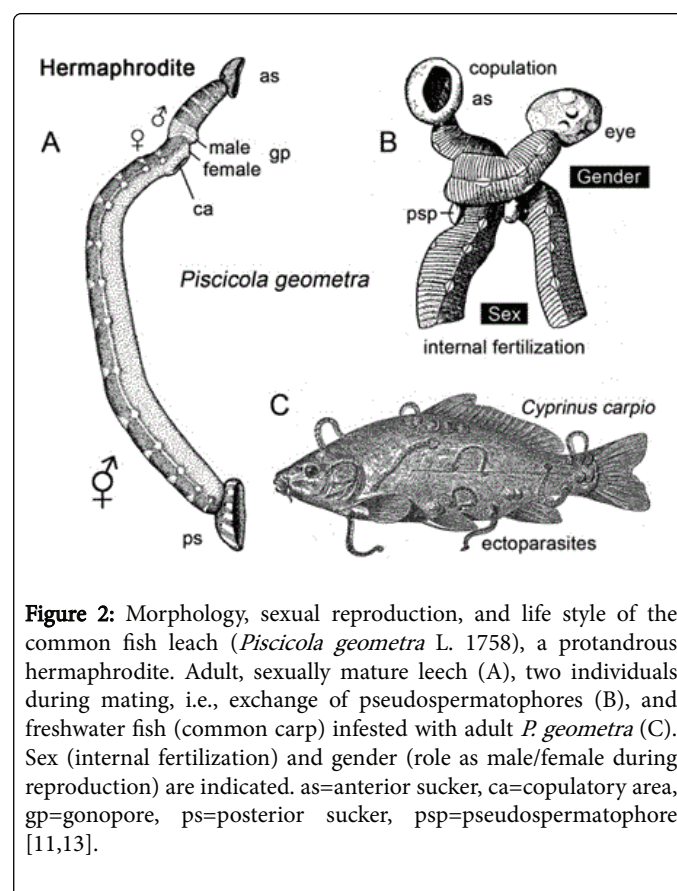 Hermaphrodite
as
A
♀
♂
male
female
gp
ca
Piscicola geometra
⚥
ps
copulation
as
B
eye
Gender
psp
Sex
internal fertilization
C
Cyprinus carpio
ectoparasites
Figure 2: Morphology, sexual reproduction, and life style of the
common fish leach (Piscicola geometra L. 1758), a protandrous
hermaphrodite. Adult, sexually mature leech (A), two individuals
during mating, i.e., exchange of pseudospermatophores (B), and
freshwater fish (common carp) infested with adult P. geometra (C).
Sex (internal fertilization) and gender (role as male/female during
reproduction) are indicated. as=anterior sucker, ca=copulatory area,
gp=gonopore, ps=posterior sucker, psp=pseudospermatophore
[11,13].